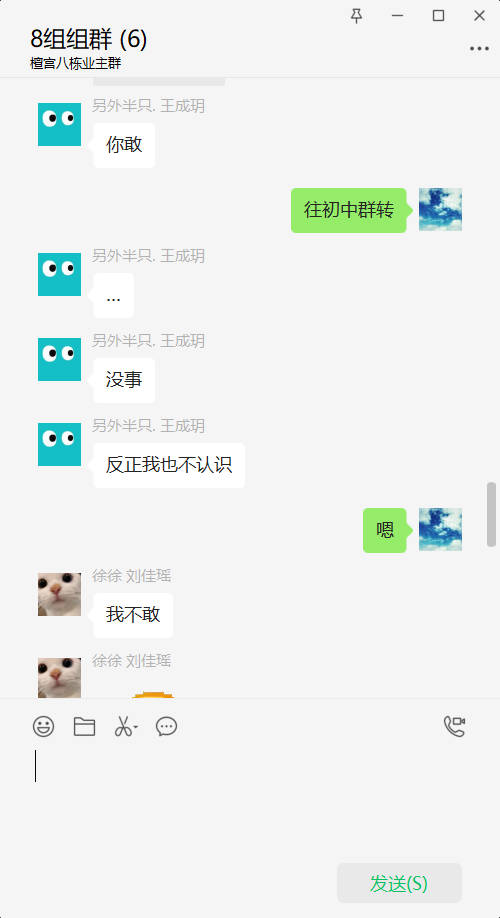 8组组群 (6)
檀宫八栋业主群
另外半只. 王成玥
你敢
往初中群转
另外半只. 王成玥
...
另外半只. 王成玥
没事
另外半只. 王成玥
反正我也不认识
嗯
徐徐 刘佳瑶
我不敢
徐徐 刘佳瑶
发送(S)